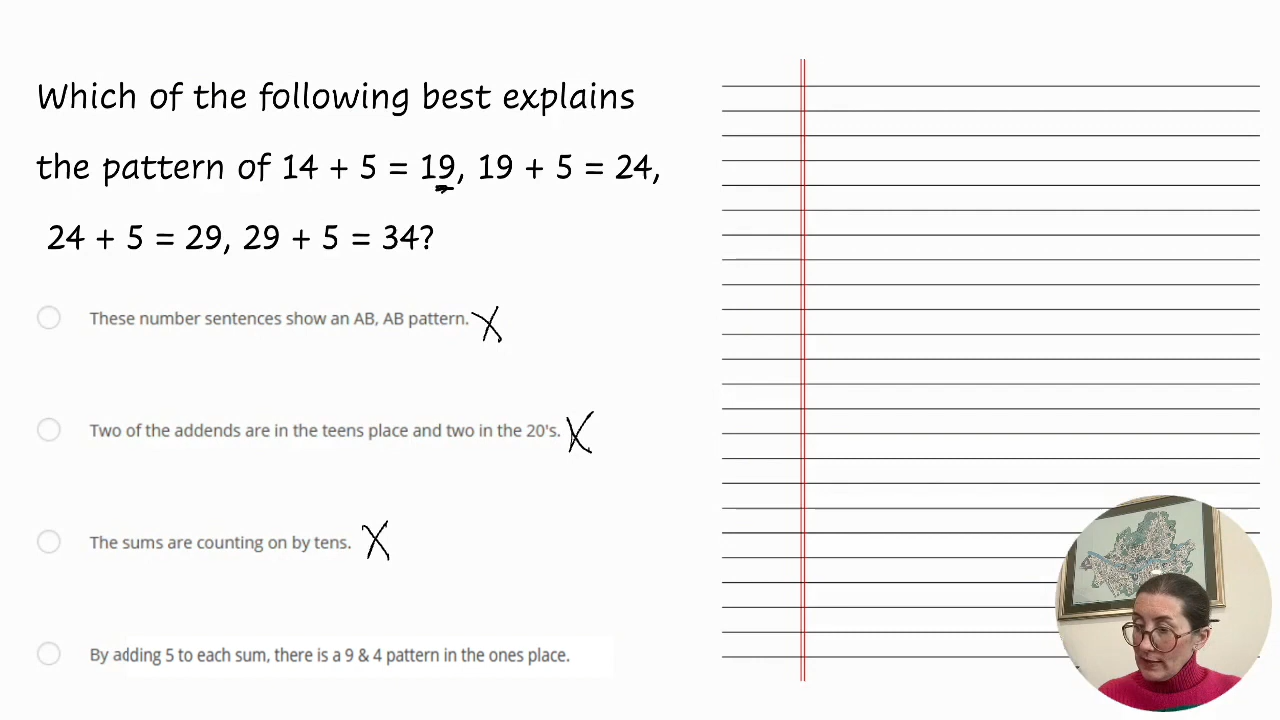 Which of the following best explains
the pattern of 14 + 5 = 19, 19 + 5 = 24,
24 + 5 = 29, 29 + 5 = 34?
These number sentences show an AB, AB pattern. X
Two of the addends are in the teens place and two in the 20's. X
The sums are counting on by tens. X
By adding 5 to each sum, there is a 9 & 4 pattern in the ones place.